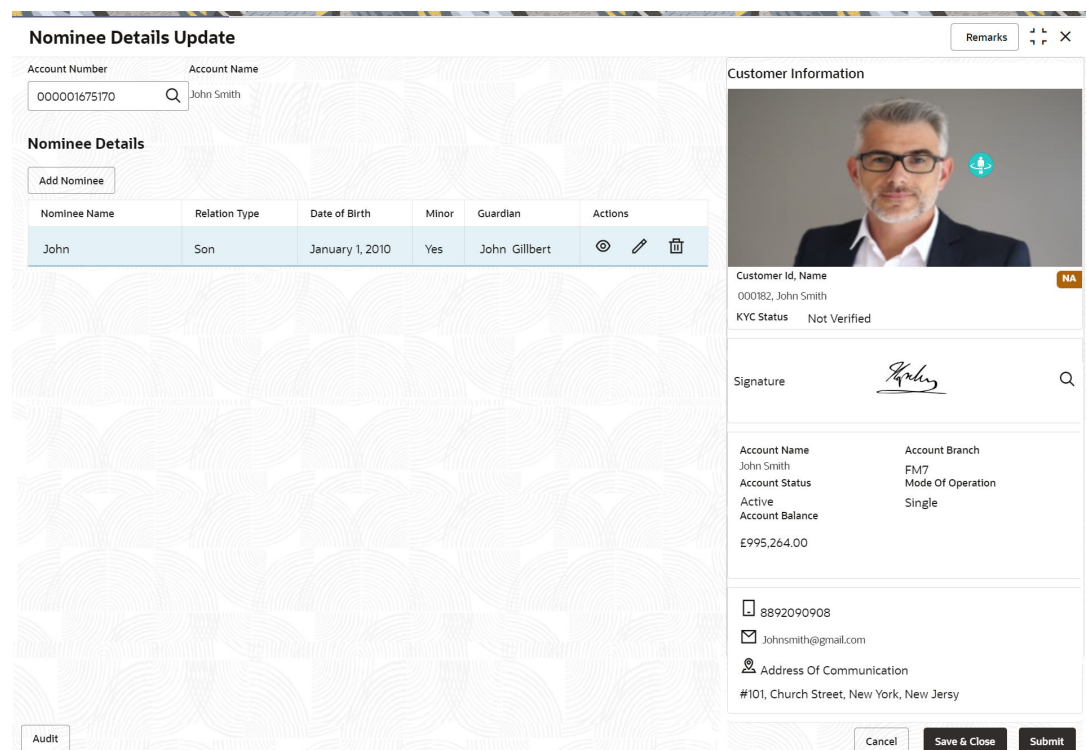 Nominee Details Update
Remarks
Account Number Account Name
000001675170 John Smith
Nominee Details
Add Nominee
Nominee Name Relation Type Date of Birth Minor Guardian Actions
John Son January 1, 2010 Yes John Gillbert
Customer Information
Customer Id, Name
NA
000182, John Smith
KYC Status Not Verified
Signature
Account Name Account Branch
John Smith FM7
Account Status Mode Of Operation
Active Single
Account Balance
£995,264.00
8892090908
Johnsmith@gmail.com
Address Of Communication
#101, Church Street, New York, New Jersy
Audit Cancel Save & Close Submit